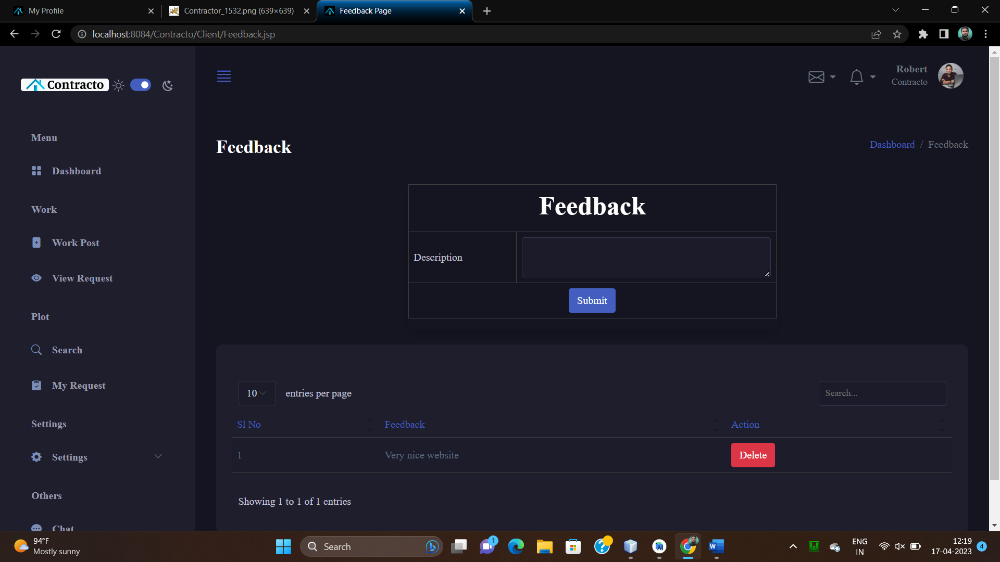 My Profile
Contractor_1532.png (639×639)
Feedback Page
localhost:8084/Contracto/Client/Feedback.jsp
Contracto
Robert
Contracto
Menu
Dashboard
Work
Work Post
View Request
Plot
Search
My Request
Settings
Settings
Others
Chat
Feedback
Dashboard / Feedback
Feedback
Description
Submit
10 entries per page
Search...
Sl No Feedback Action
1 Very nice website Delete
Showing 1 to 1 of 1 entries
94°F
Mostly sunny
Search
1
ENG
IN
12:19
17-04-2023
4